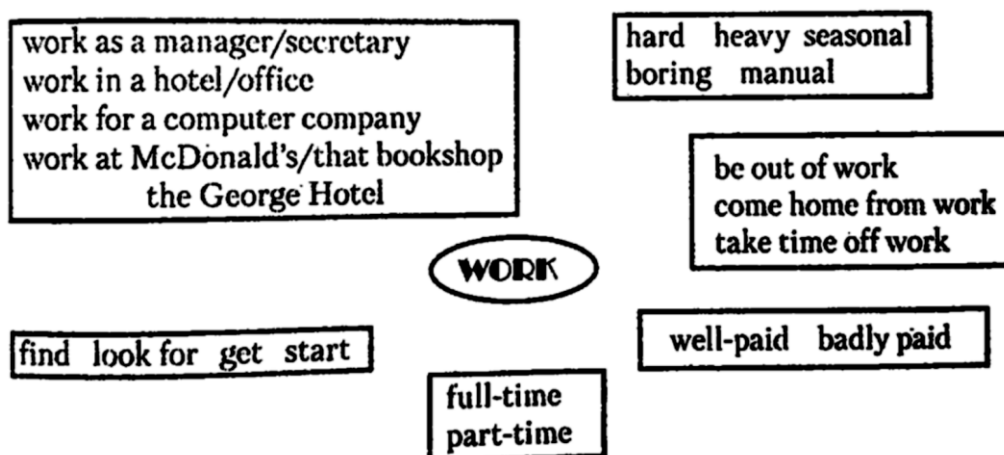 work as a manager/secretary
work in a hotel/office
work for a computer company
work at McDonald's/that bookshop
the George Hotel
hard heavy seasonal
boring manual
be out of work
come home from work
take time off work
WORK
find look for get start
well-paid badly paid
full-time
part-time